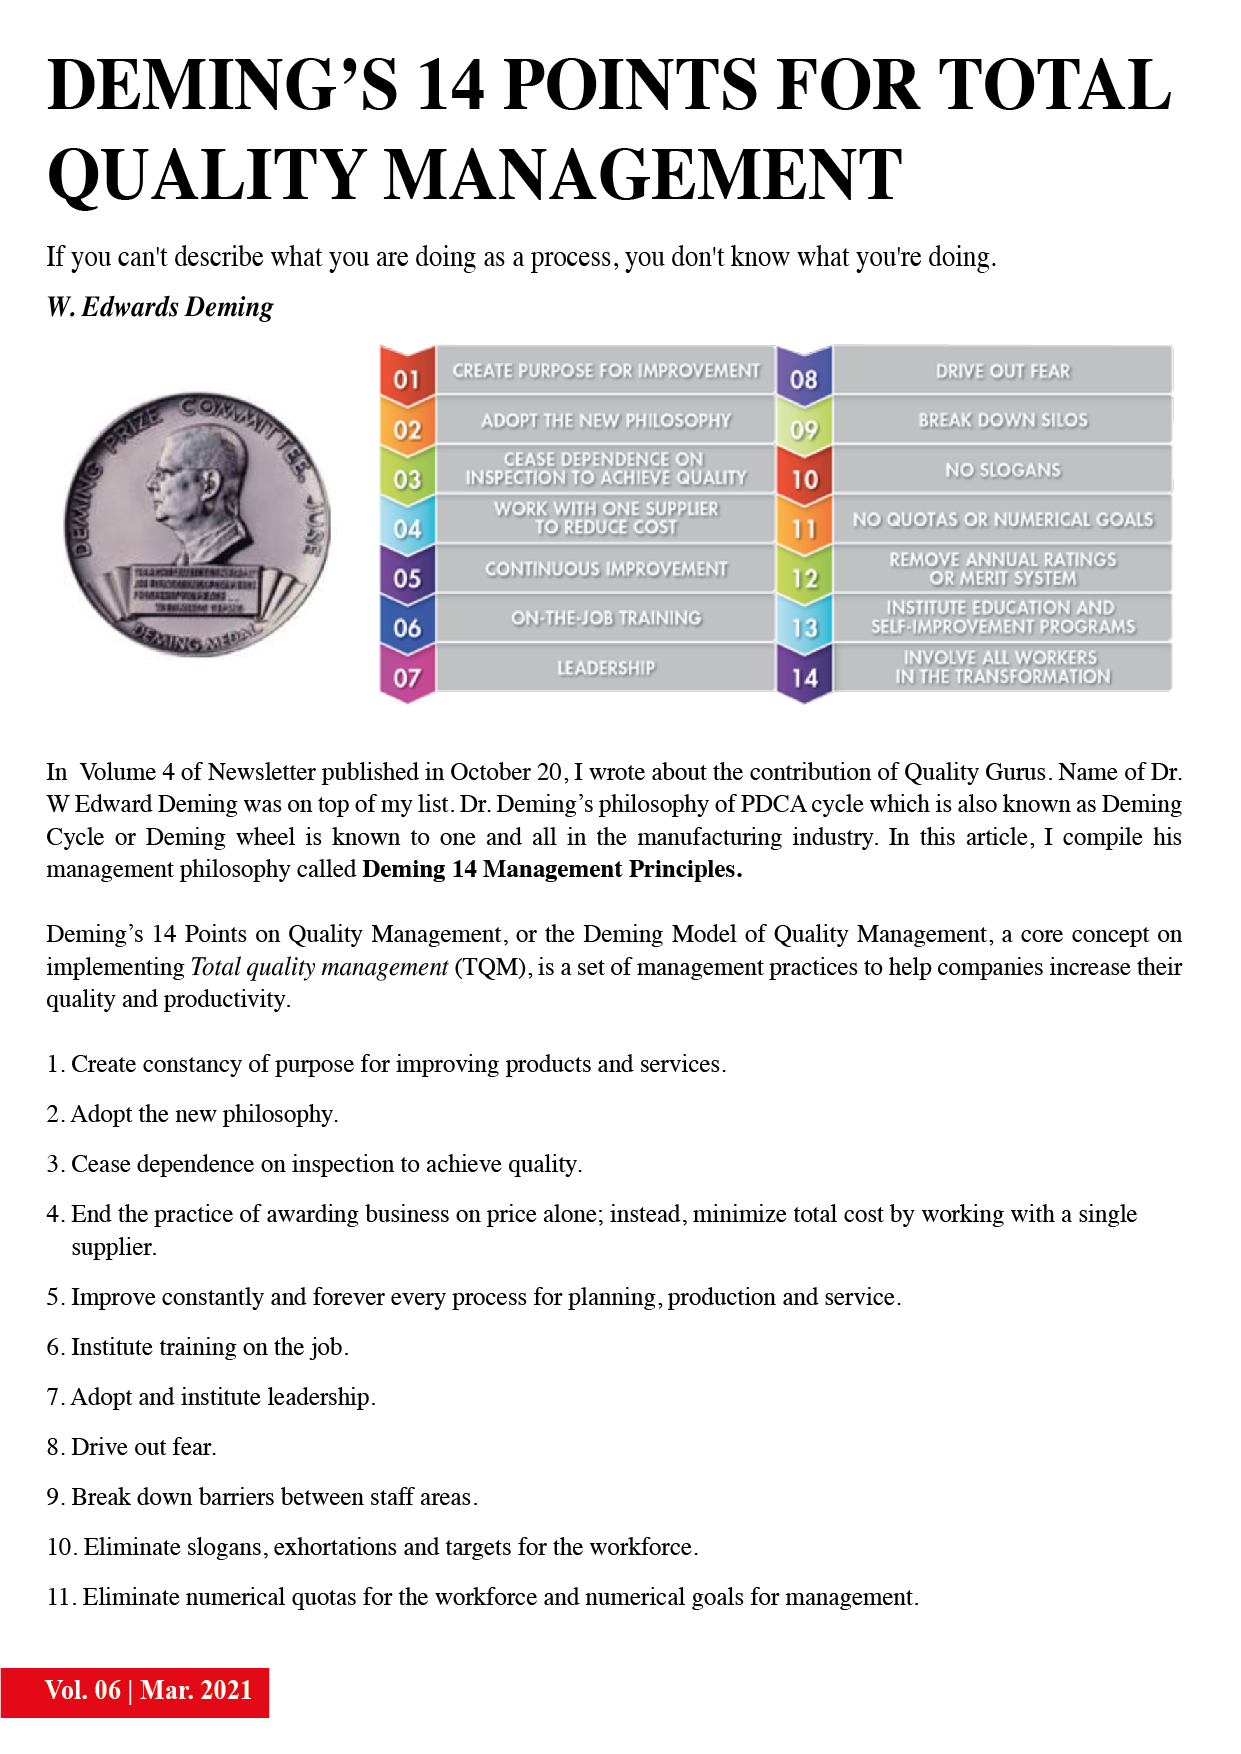 DEMING’S 14 POINTS FOR TOTAL
QUALITY MANAGEMENT
If you can't describe what you are doing as a process, you don't know what you're doing.
W. Edwards Deming
DEMING PRIZE COMMITTEE, JUSE
DEMING MEDAL
01 CREATE PURPOSE FOR IMPROVEMENT
02 ADOPT THE NEW PHILOSOPHY
03 CEASE DEPENDENCE ON
INSPECTION TO ACHIEVE QUALITY
04 WORK WITH ONE SUPPLIER
TO REDUCE COST
05 CONTINUOUS IMPROVEMENT
06 ON-THE-JOB TRAINING
07 LEADERSHIP
08 DRIVE OUT FEAR
09 BREAK DOWN SILOS
10 NO SLOGANS
11 NO QUOTAS OR NUMERICAL GOALS
12 REMOVE ANNUAL RATINGS
OR MERIT SYSTEM
13 INSTITUTE EDUCATION AND
SELF-IMPROVEMENT PROGRAMS
14 INVOLVE ALL WORKERS
IN THE TRANSFORMATION
In Volume 4 of Newsletter published in October 20, I wrote about the contribution of Quality Gurus. Name of Dr.
W Edward Deming was on top of my list. Dr. Deming’s philosophy of PDCA cycle which is also known as Deming
Cycle or Deming wheel is known to one and all in the manufacturing industry. In this article, I compile his
management philosophy called Deming 14 Management Principles.
Deming’s 14 Points on Quality Management, or the Deming Model of Quality Management, a core concept on
implementing Total quality management (TQM), is a set of management practices to help companies increase their
quality and productivity.
1. Create constancy of purpose for improving products and services.
2. Adopt the new philosophy.
3. Cease dependence on inspection to achieve quality.
4. End the practice of awarding business on price alone; instead, minimize total cost by working with a single
supplier.
5. Improve constantly and forever every process for planning, production and service.
6. Institute training on the job.
7. Adopt and institute leadership.
8. Drive out fear.
9. Break down barriers between staff areas.
10. Eliminate slogans, exhortations and targets for the workforce.
11. Eliminate numerical quotas for the workforce and numerical goals for management.
Vol. 06 | Mar. 2021